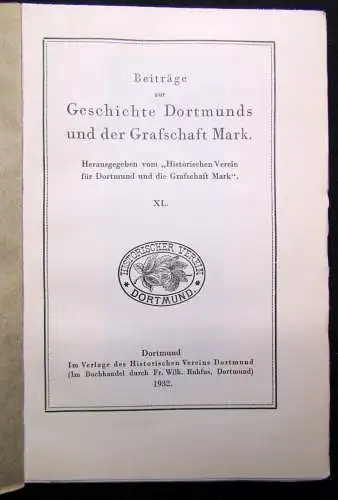 Beiträge
zur
Geschichte Dortmunds
und der Grafschaft Mark.
Herausgegeben vom „Historischen Verein
für Dortmund und die Grafschaft Mark“.
XL.
HISTORISCHER VEREIN
DORTMUND.
Dortmund
Im Verlage des Historischen Vereins Dortmund
(Im Buchhandel durch Fr. Wilh. Ruhfus, Dortmund)
1932.